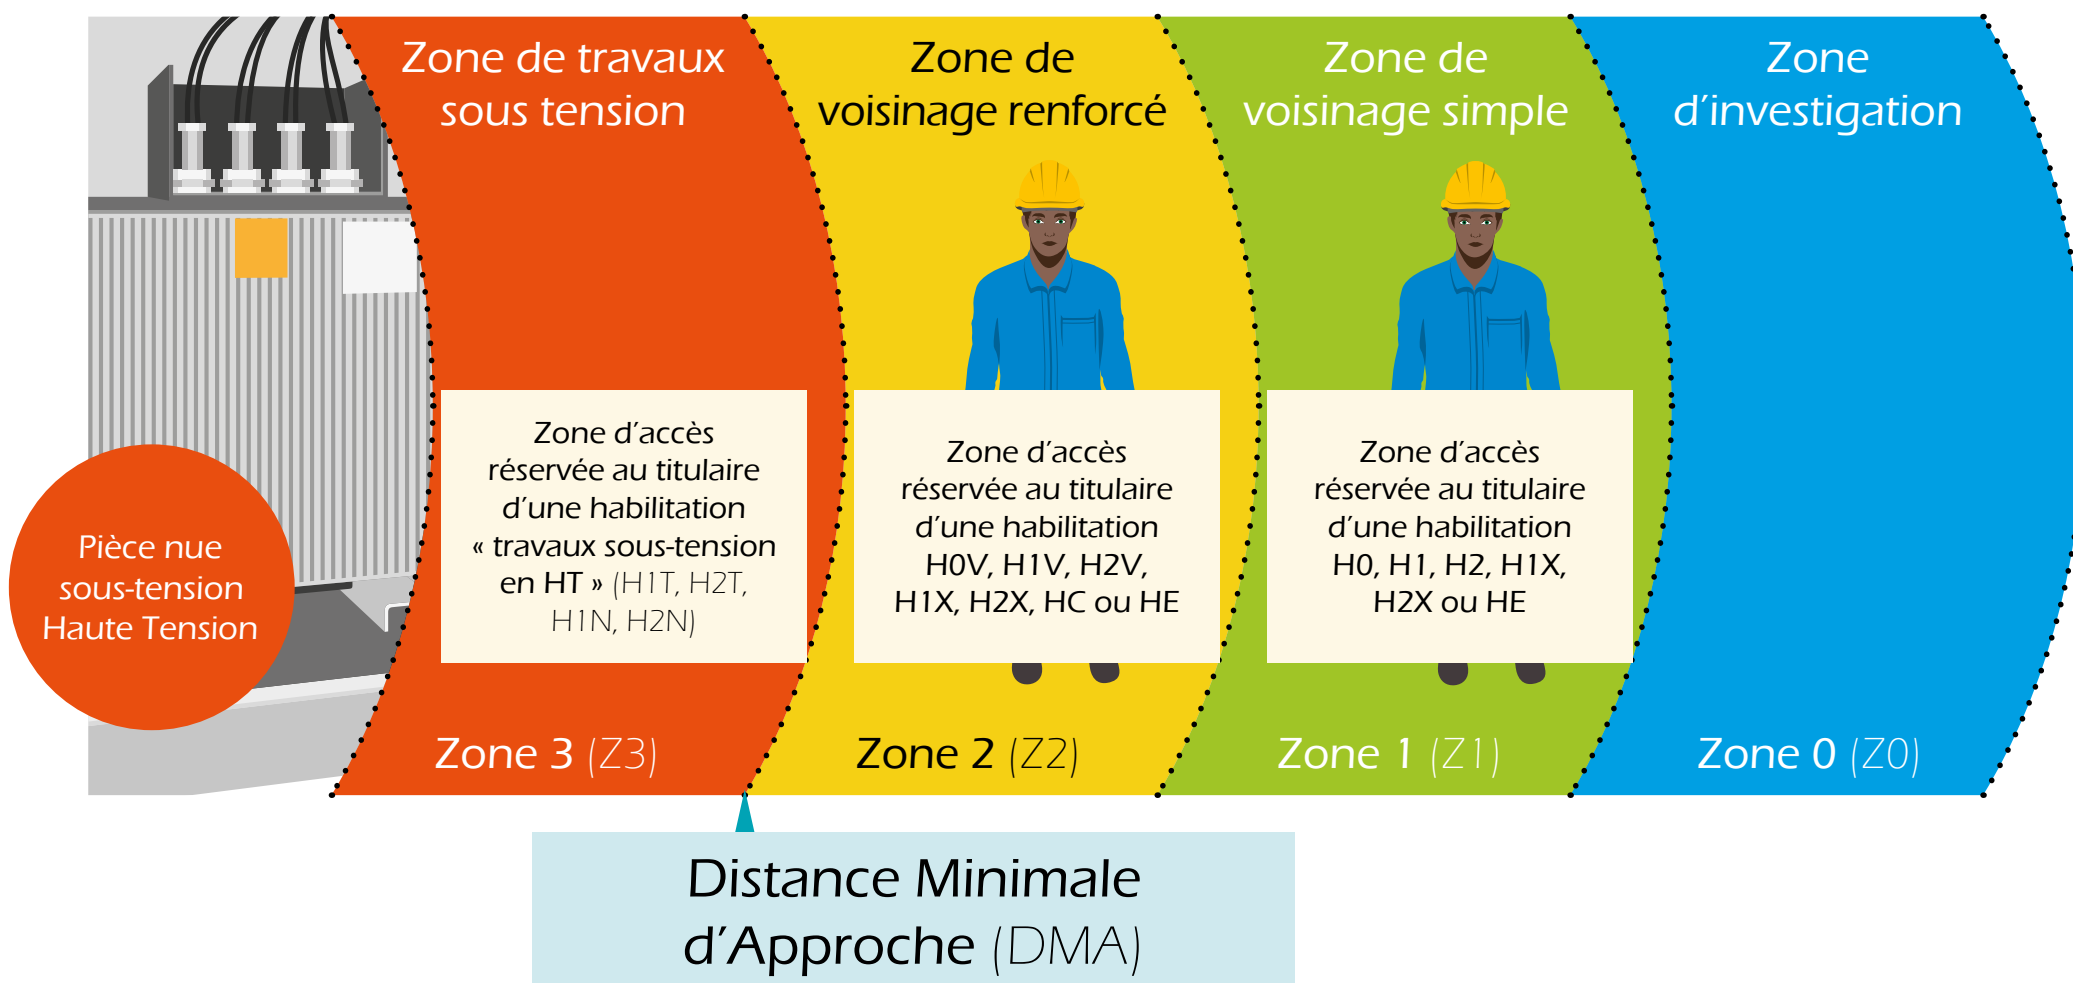 Zone de travaux
sous tension
Zone de
voisinage renforcé
Zone de
voisinage simple
Zone
d'investigation
Pièce nue
sous-tension
Haute Tension
Zone d'accès
réservée au titulaire
d'une habilitation
« travaux sous-tension
en HT » (H1T, H2T,
H1N, H2N)
Zone d'accès
réservée au titulaire
d'une habilitation
H0V, H1V, H2V,
H1X, H2X, HC ou HE
Zone d'accès
réservée au titulaire
d'une habilitation
H0, H1, H2, H1X,
H2X ou HE
Zone 3 (Z3)
Zone 2 (Z2)
Zone 1 (Z1)
Zone 0 (Z0)
Distance Minimale
d'Approche (DMA)